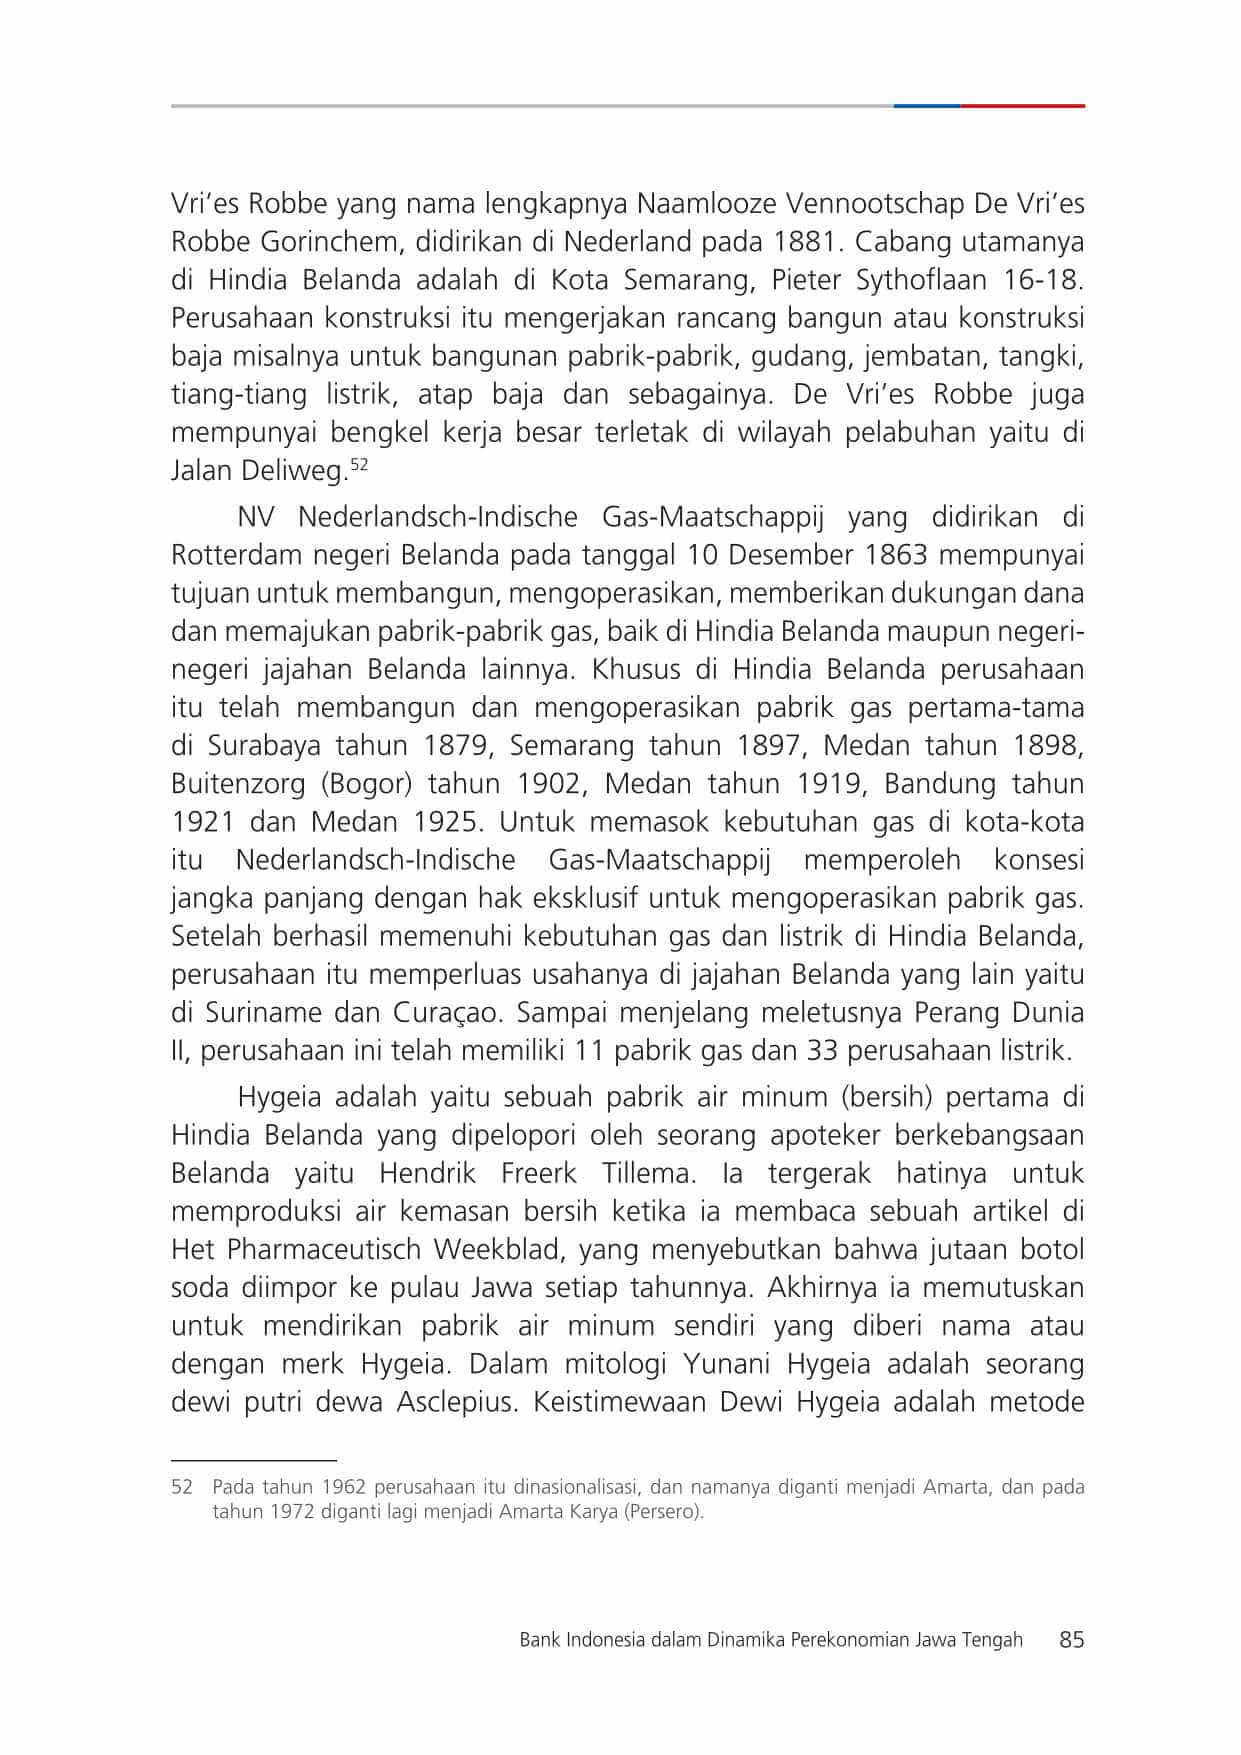 Vri’es Robbe yang nama lengkapnya Naamlooze Vennootschap De Vri’es
Robbe Gorinchem, didirikan di Nederland pada 1881. Cabang utamanya
di Hindia Belanda adalah di Kota Semarang, Pieter Sythoflaan 16-18.
Perusahaan konstruksi itu mengerjakan rancang bangun atau konstruksi
baja misalnya untuk bangunan pabrik-pabrik, gudang, jembatan, tangki,
tiang-tiang listrik, atap baja dan sebagainya. De Vri’es Robbe juga
mempunyai bengkel kerja besar terletak di wilayah pelabuhan yaitu di
Jalan Deliweg.52
NV Nederlandsch-Indische Gas-Maatschappij yang didirikan di
Rotterdam negeri Belanda pada tanggal 10 Desember 1863 mempunyai
tujuan untuk membangun, mengoperasikan, memberikan dukungan dana
dan memajukan pabrik-pabrik gas, baik di Hindia Belanda maupun negeri-
negeri jajahan Belanda lainnya. Khusus di Hindia Belanda perusahaan
itu telah membangun dan mengoperasikan pabrik gas pertama-tama
di Surabaya tahun 1879, Semarang tahun 1897, Medan tahun 1898,
Buitenzorg (Bogor) tahun 1902, Medan tahun 1919, Bandung tahun
1921 dan Medan 1925. Untuk memasok kebutuhan gas di kota-kota
itu Nederlandsch-Indische Gas-Maatschappij memperoleh konsesi
jangka panjang dengan hak eksklusif untuk mengoperasikan pabrik gas.
Setelah berhasil memenuhi kebutuhan gas dan listrik di Hindia Belanda,
perusahaan itu memperluas usahanya di jajahan Belanda yang lain yaitu
di Suriname dan Curaçao. Sampai menjelang meletusnya Perang Dunia
II, perusahaan ini telah memiliki 11 pabrik gas dan 33 perusahaan listrik.
Hygeia adalah yaitu sebuah pabrik air minum (bersih) pertama di
Hindia Belanda yang dipelopori oleh seorang apoteker berkebangsaan
Belanda yaitu Hendrik Freerk Tillema. Ia tergerak hatinya untuk
memproduksi air kemasan bersih ketika ia membaca sebuah artikel di
Het Pharmaceutisch Weekblad, yang menyebutkan bahwa jutaan botol
soda diimpor ke pulau Jawa setiap tahunnya. Akhirnya ia memutuskan
untuk mendirikan pabrik air minum sendiri yang diberi nama atau
dengan merk Hygeia. Dalam mitologi Yunani Hygeia adalah seorang
dewi putri dewa Asclepius. Keistimewaan Dewi Hygeia adalah metode
52 Pada tahun 1962 perusahaan itu dinasionalisasi, dan namanya diganti menjadi Amarta, dan pada
tahun 1972 diganti lagi menjadi Amarta Karya (Persero).
Bank Indonesia dalam Dinamika Perekonomian Jawa Tengah 85